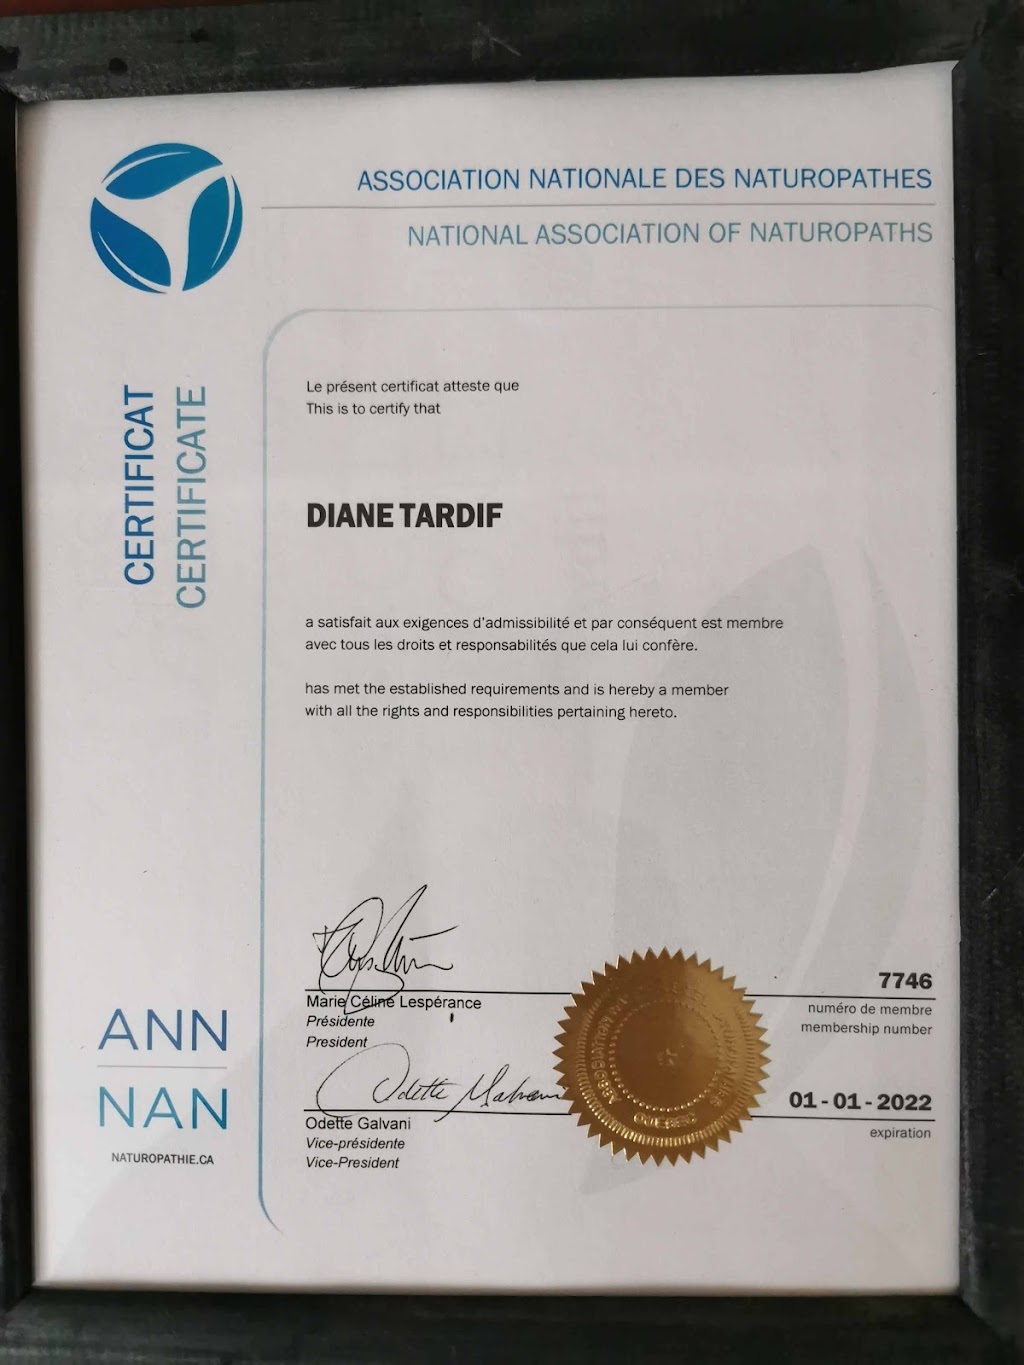 ASSOCIATION NATIONALE DES NATUROPATHES
NATIONAL ASSOCIATION OF NATUROPATHS
CERTIFICAT
CERTIFICATE
Le présent certificat atteste que
This is to certify that
DIANE TARDIF
a satisfait aux exigences d'admissibilité et par conséquent est membre
avec tous les droits et responsabilités que cela lui confère.
has met the established requirements and is hereby a member
with all the rights and responsibilities pertaining hereto.
Marie Céline Lespérance
Présidente
President
Odette
Odette Galvani
Vice-présidente
Vice-President
7746
numéro de membre
membership number
01-01-2022
expiration
QUEBEC
ANN
NAN
NATUROPATHIE.CA